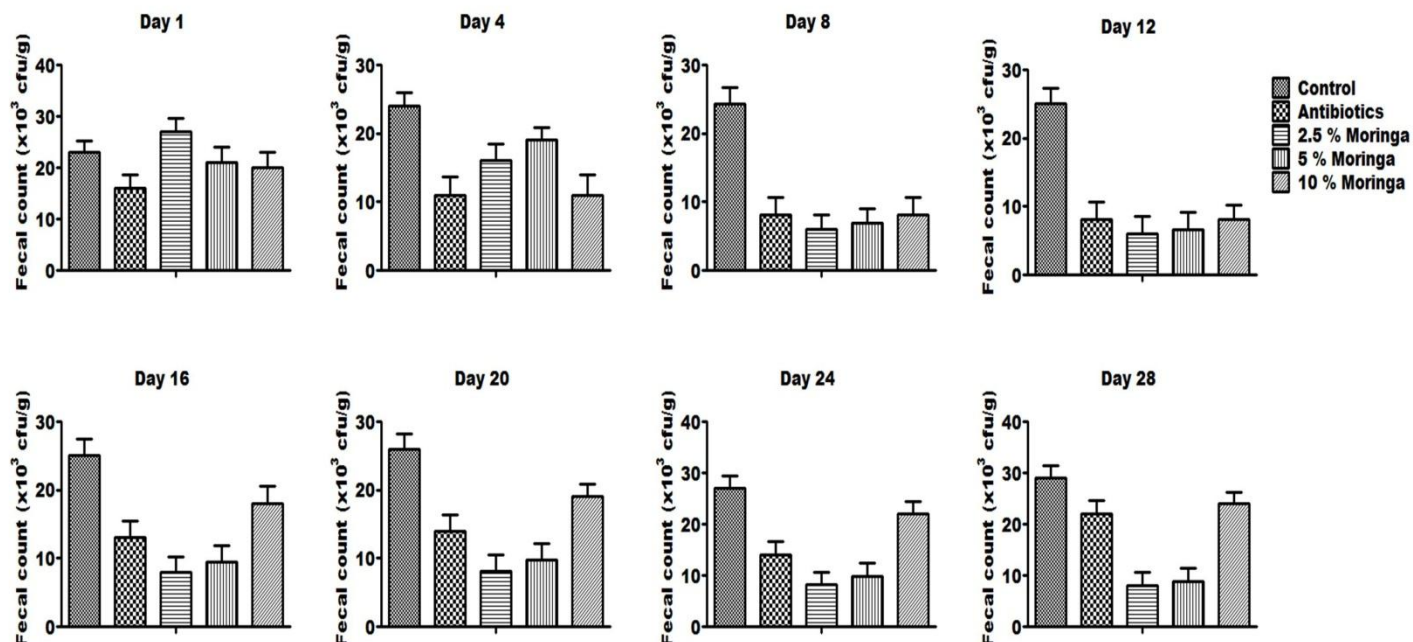 Day 1
Fecal count (x10³ cfu/g)
40
30
20
10
0
Day 4
Fecal count (x10³ cfu/g)
30
20
10
0
Day 8
Fecal count (x10³ cfu/g)
30
20
10
0
Day 12
Fecal count (x10³ cfu/g)
30
20
10
0
Control
Antibiotics
2.5 % Moringa
5 % Moringa
10 % Moringa
Day 16
Fecal count (x10³ cfu/g)
30
20
10
0
Day 20
Fecal count (x10³ cfu/g)
30
20
10
0
Day 24
Fecal count (x10³ cfu/g)
40
30
20
10
0
Day 28
Fecal count (x10³ cfu/g)
40
30
20
10
0